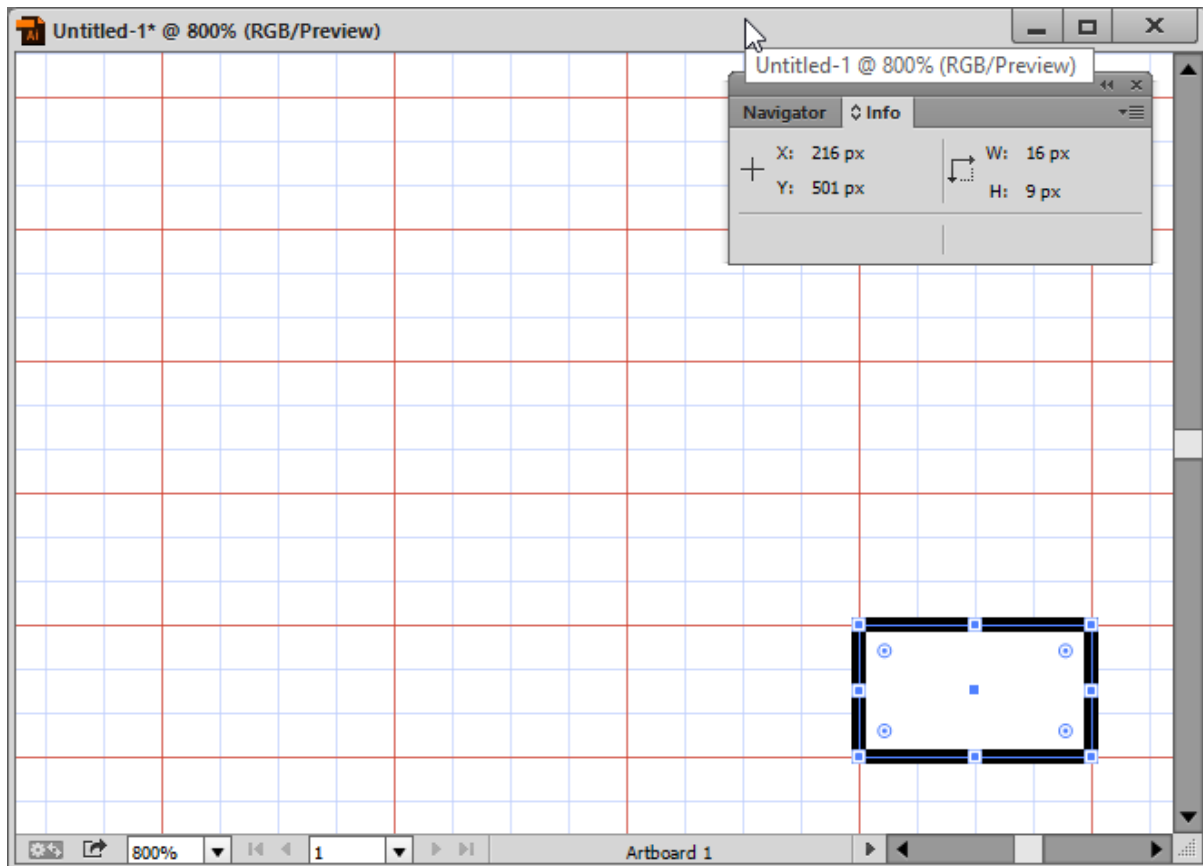 Ai Untitled-1* @ 800% (RGB/Preview)
Untitled-1 @ 800% (RGB/Preview)
Navigator Info
X: 216 px W: 16 px
Y: 501 px H: 9 px
800% 1 Artboard 1